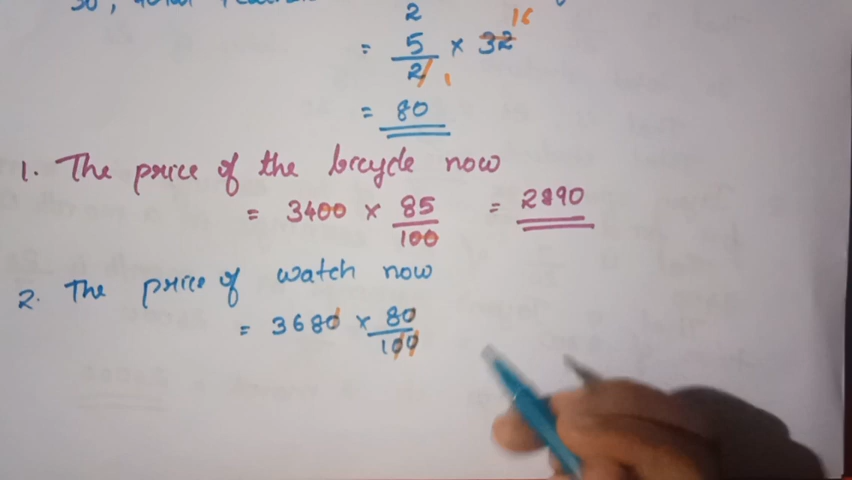 2
= 5/2 × 32 16
1
= 80
1. The price of the bicycle now
= 3400 × 85/100 = 2890
2. The price of watch now
= 3680 × 80/100